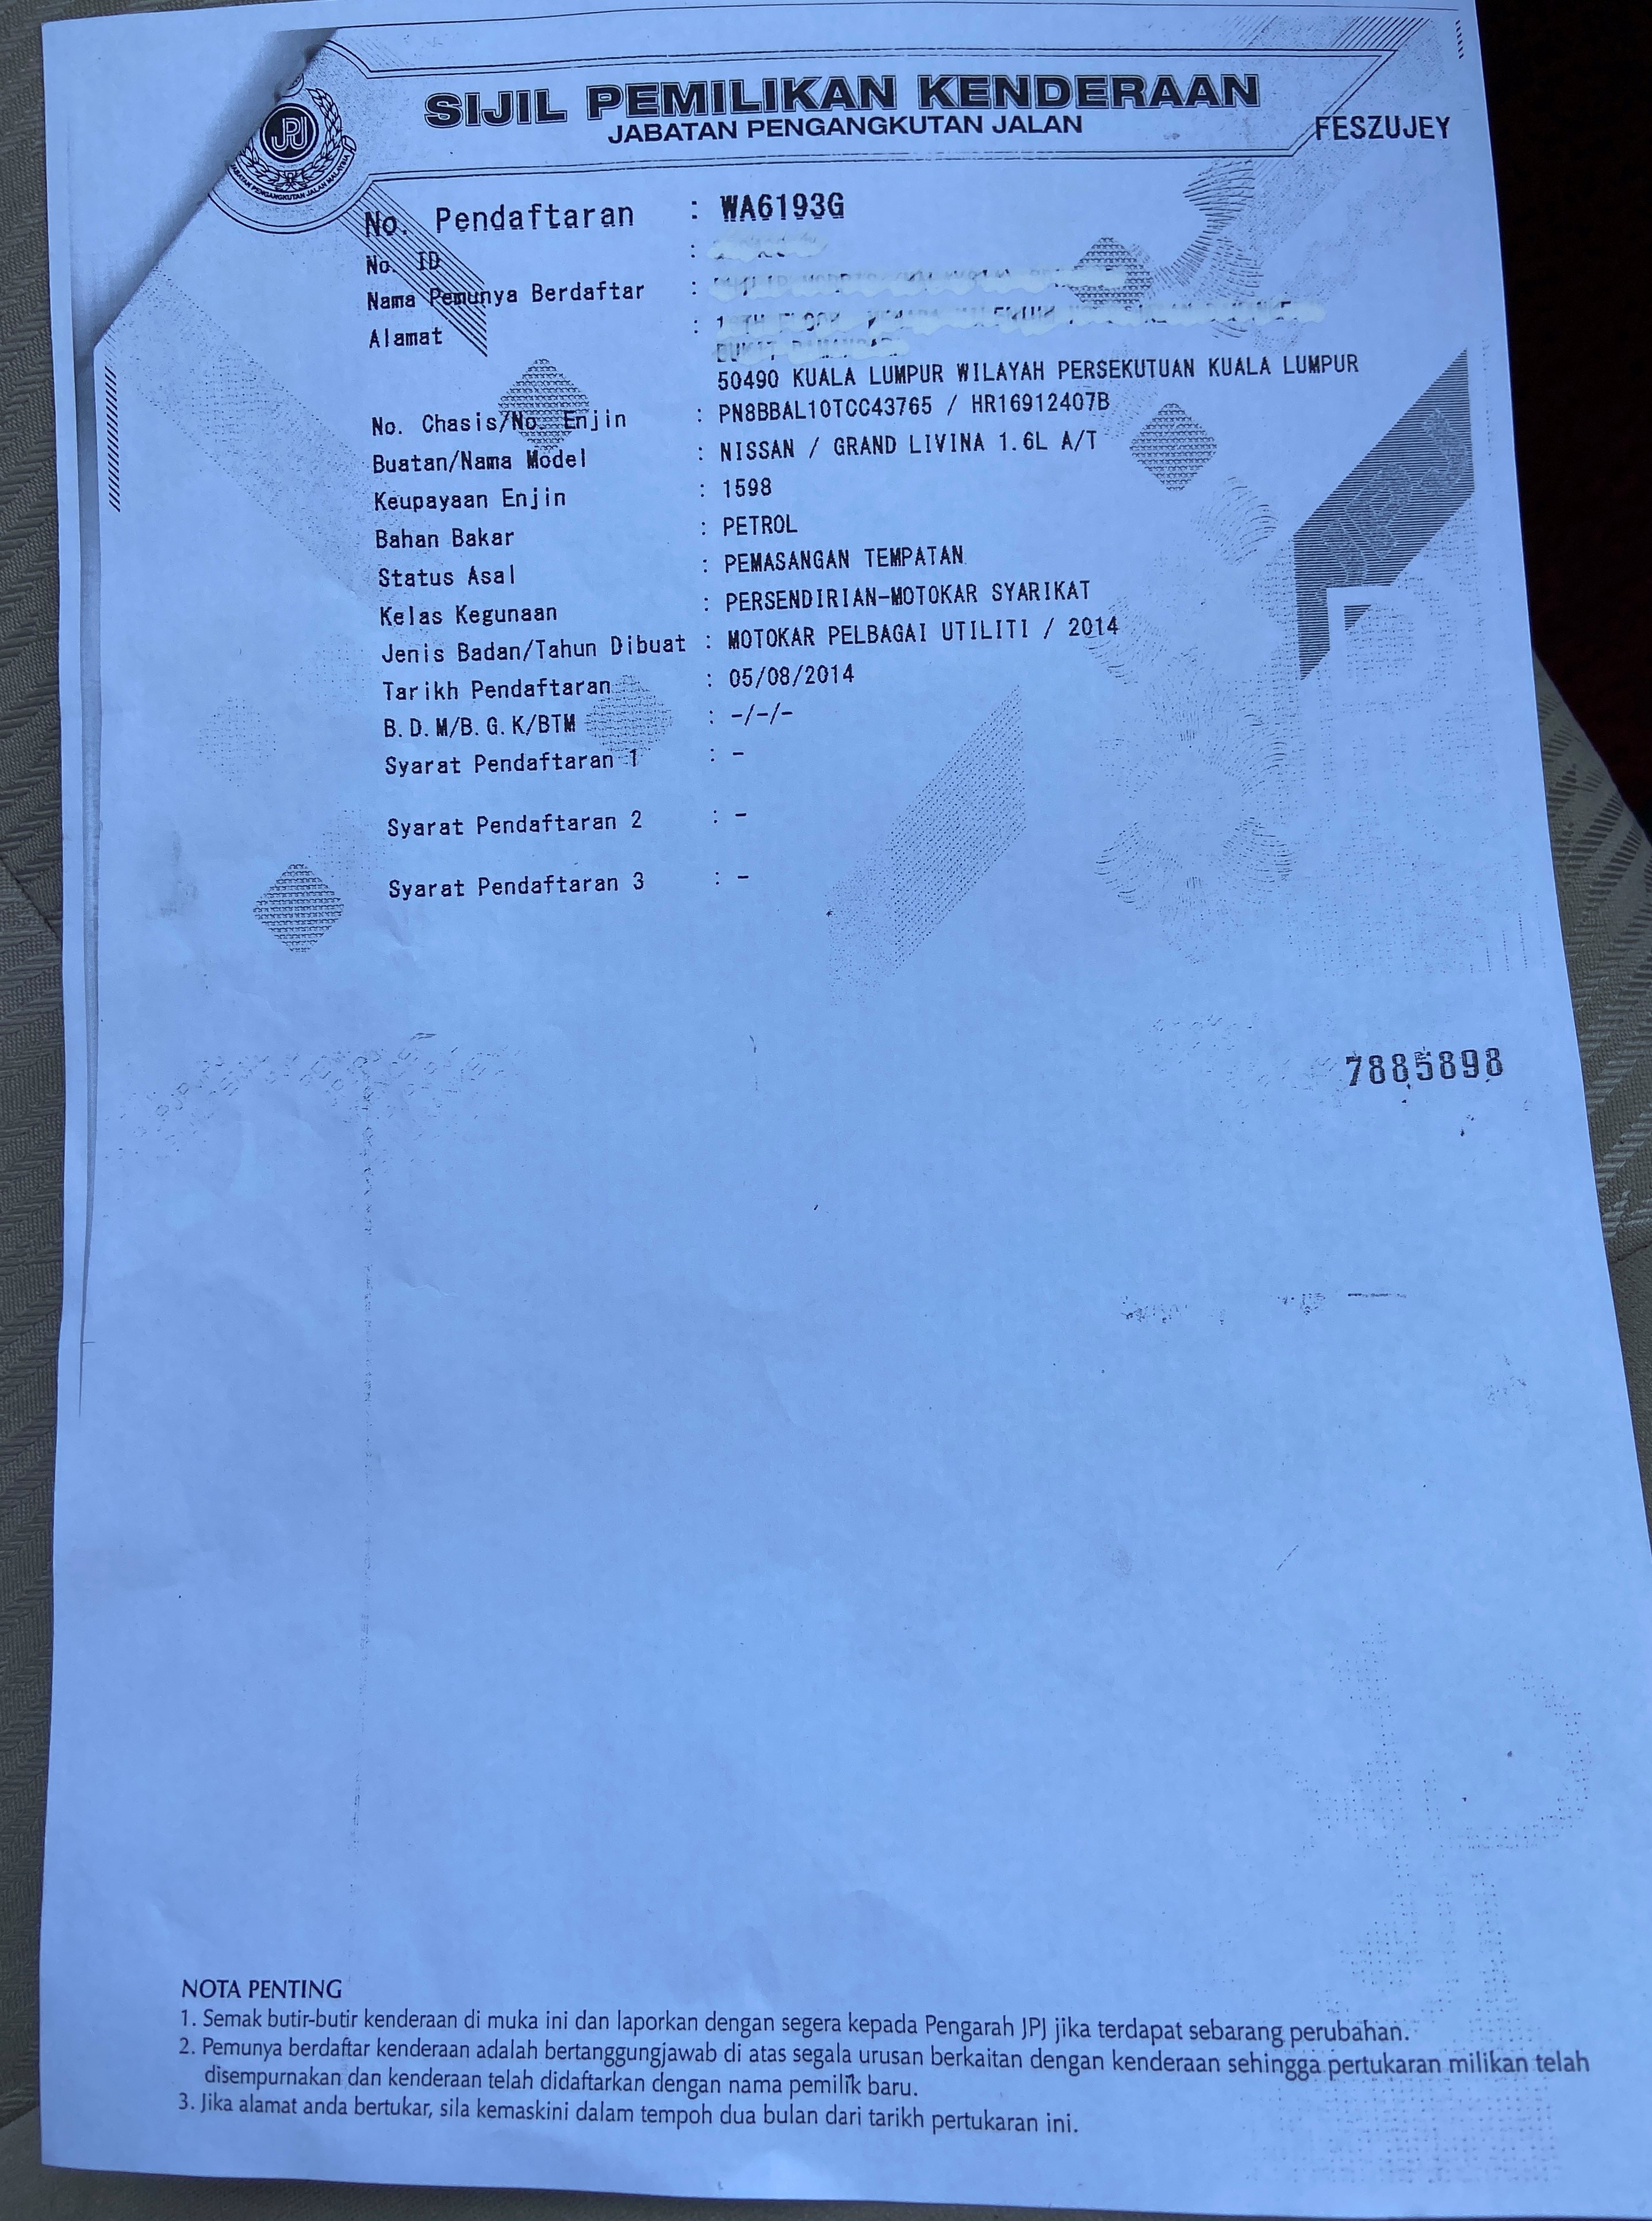 SIJIL PEMILIKAN KENDERAAN
JABATAN PENGANGKUTAN JALAN
FESZUJEY
JPJ
JABATAN PENGANGKUTAN JALAN MALAYSIA
No. Pendaftaran : WA6193G
No. ID :
Nama Pemunya Berdaftar :
Alamat :
50490 KUALA LUMPUR WILAYAH PERSEKUTUAN KUALA LUMPUR
No. Chasis/No. Enjin : PN8BBAL10TCC43765 / HR16912407B
Buatan/Nama Model : NISSAN / GRAND LIVINA 1.6L A/T
Keupayaan Enjin : 1598
Bahan Bakar : PETROL
Status Asal : PEMASANGAN TEMPATAN
Kelas Kegunaan : PERSENDIRIAN-MOTOKAR SYARIKAT
Jenis Badan/Tahun Dibuat : MOTOKAR PELBAGAI UTILITI / 2014
Tarikh Pendaftaran : 05/08/2014
B.D.M/B.G.K/BTM : -/-/-
Syarat Pendaftaran 1 : -
Syarat Pendaftaran 2 : -
Syarat Pendaftaran 3 : -
7885898
NOTA PENTING
1. Semak butir-butir kenderaan di muka ini dan laporkan dengan segera kepada Pengarah JPJ jika terdapat sebarang perubahan.
2. Pemunya berdaftar kenderaan adalah bertanggungjawab di atas segala urusan berkaitan dengan kenderaan sehingga pertukaran milikan telah
disempurnakan dan kenderaan telah didaftarkan dengan nama pemilik baru.
3. Jika alamat anda bertukar, sila kemaskini dalam tempoh dua bulan dari tarikh pertukaran ini.